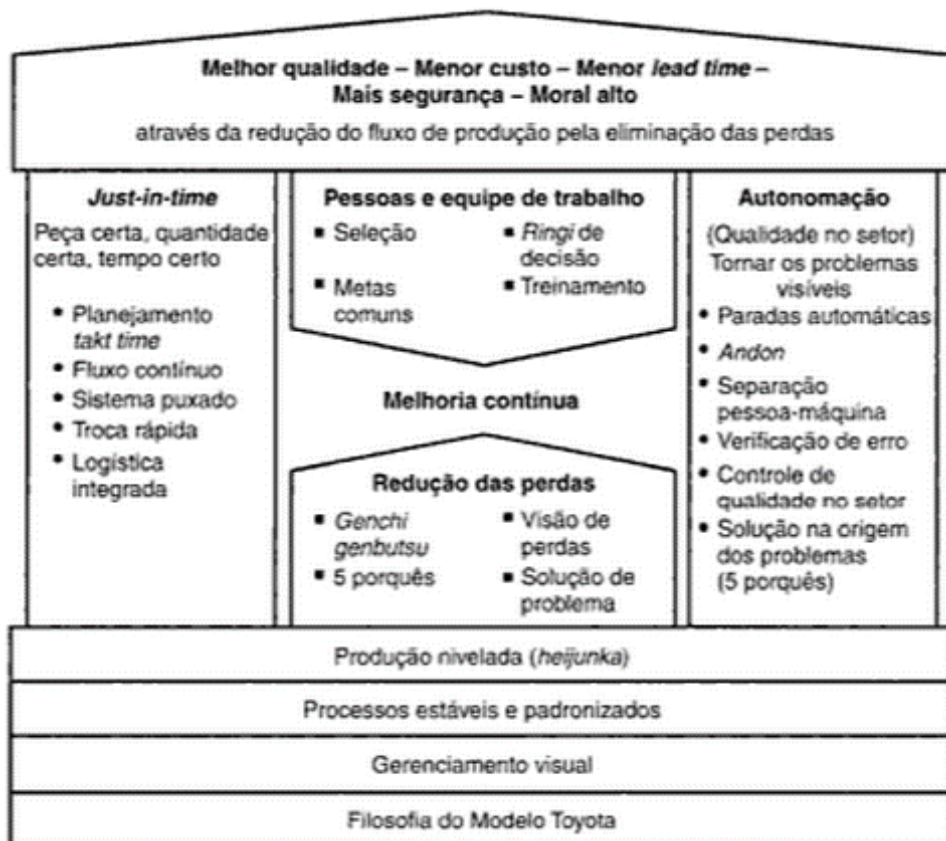 Melhor qualidade – Menor custo – Menor lead time –
Mais segurança – Moral alto
através da redução do fluxo de produção pela eliminação das perdas
Just-in-time
Peça certa, quantidade
certa, tempo certo
• Planejamento
takt time
• Fluxo contínuo
• Sistema puxado
• Troca rápida
• Logística
integrada
Pessoas e equipe de trabalho
▪ Seleção
▪ Metas
comuns
▪ Ringi de
decisão
▪ Treinamento
Melhoria contínua
Redução das perdas
▪ Genchi
genbutsu
▪ 5 porquês
▪ Visão de
perdas
▪ Solução de
problema
Autonomação
(Qualidade no setor)
Tornar os problemas
visíveis
• Paradas automáticas
• Andon
• Separação
pessoa-máquina
• Verificação de erro
• Controle de
qualidade no setor
• Solução na origem
dos problemas
(5 porquês)
Produção nivelada (heijunka)
Processos estáveis e padronizados
Gerenciamento visual
Filosofia do Modelo Toyota